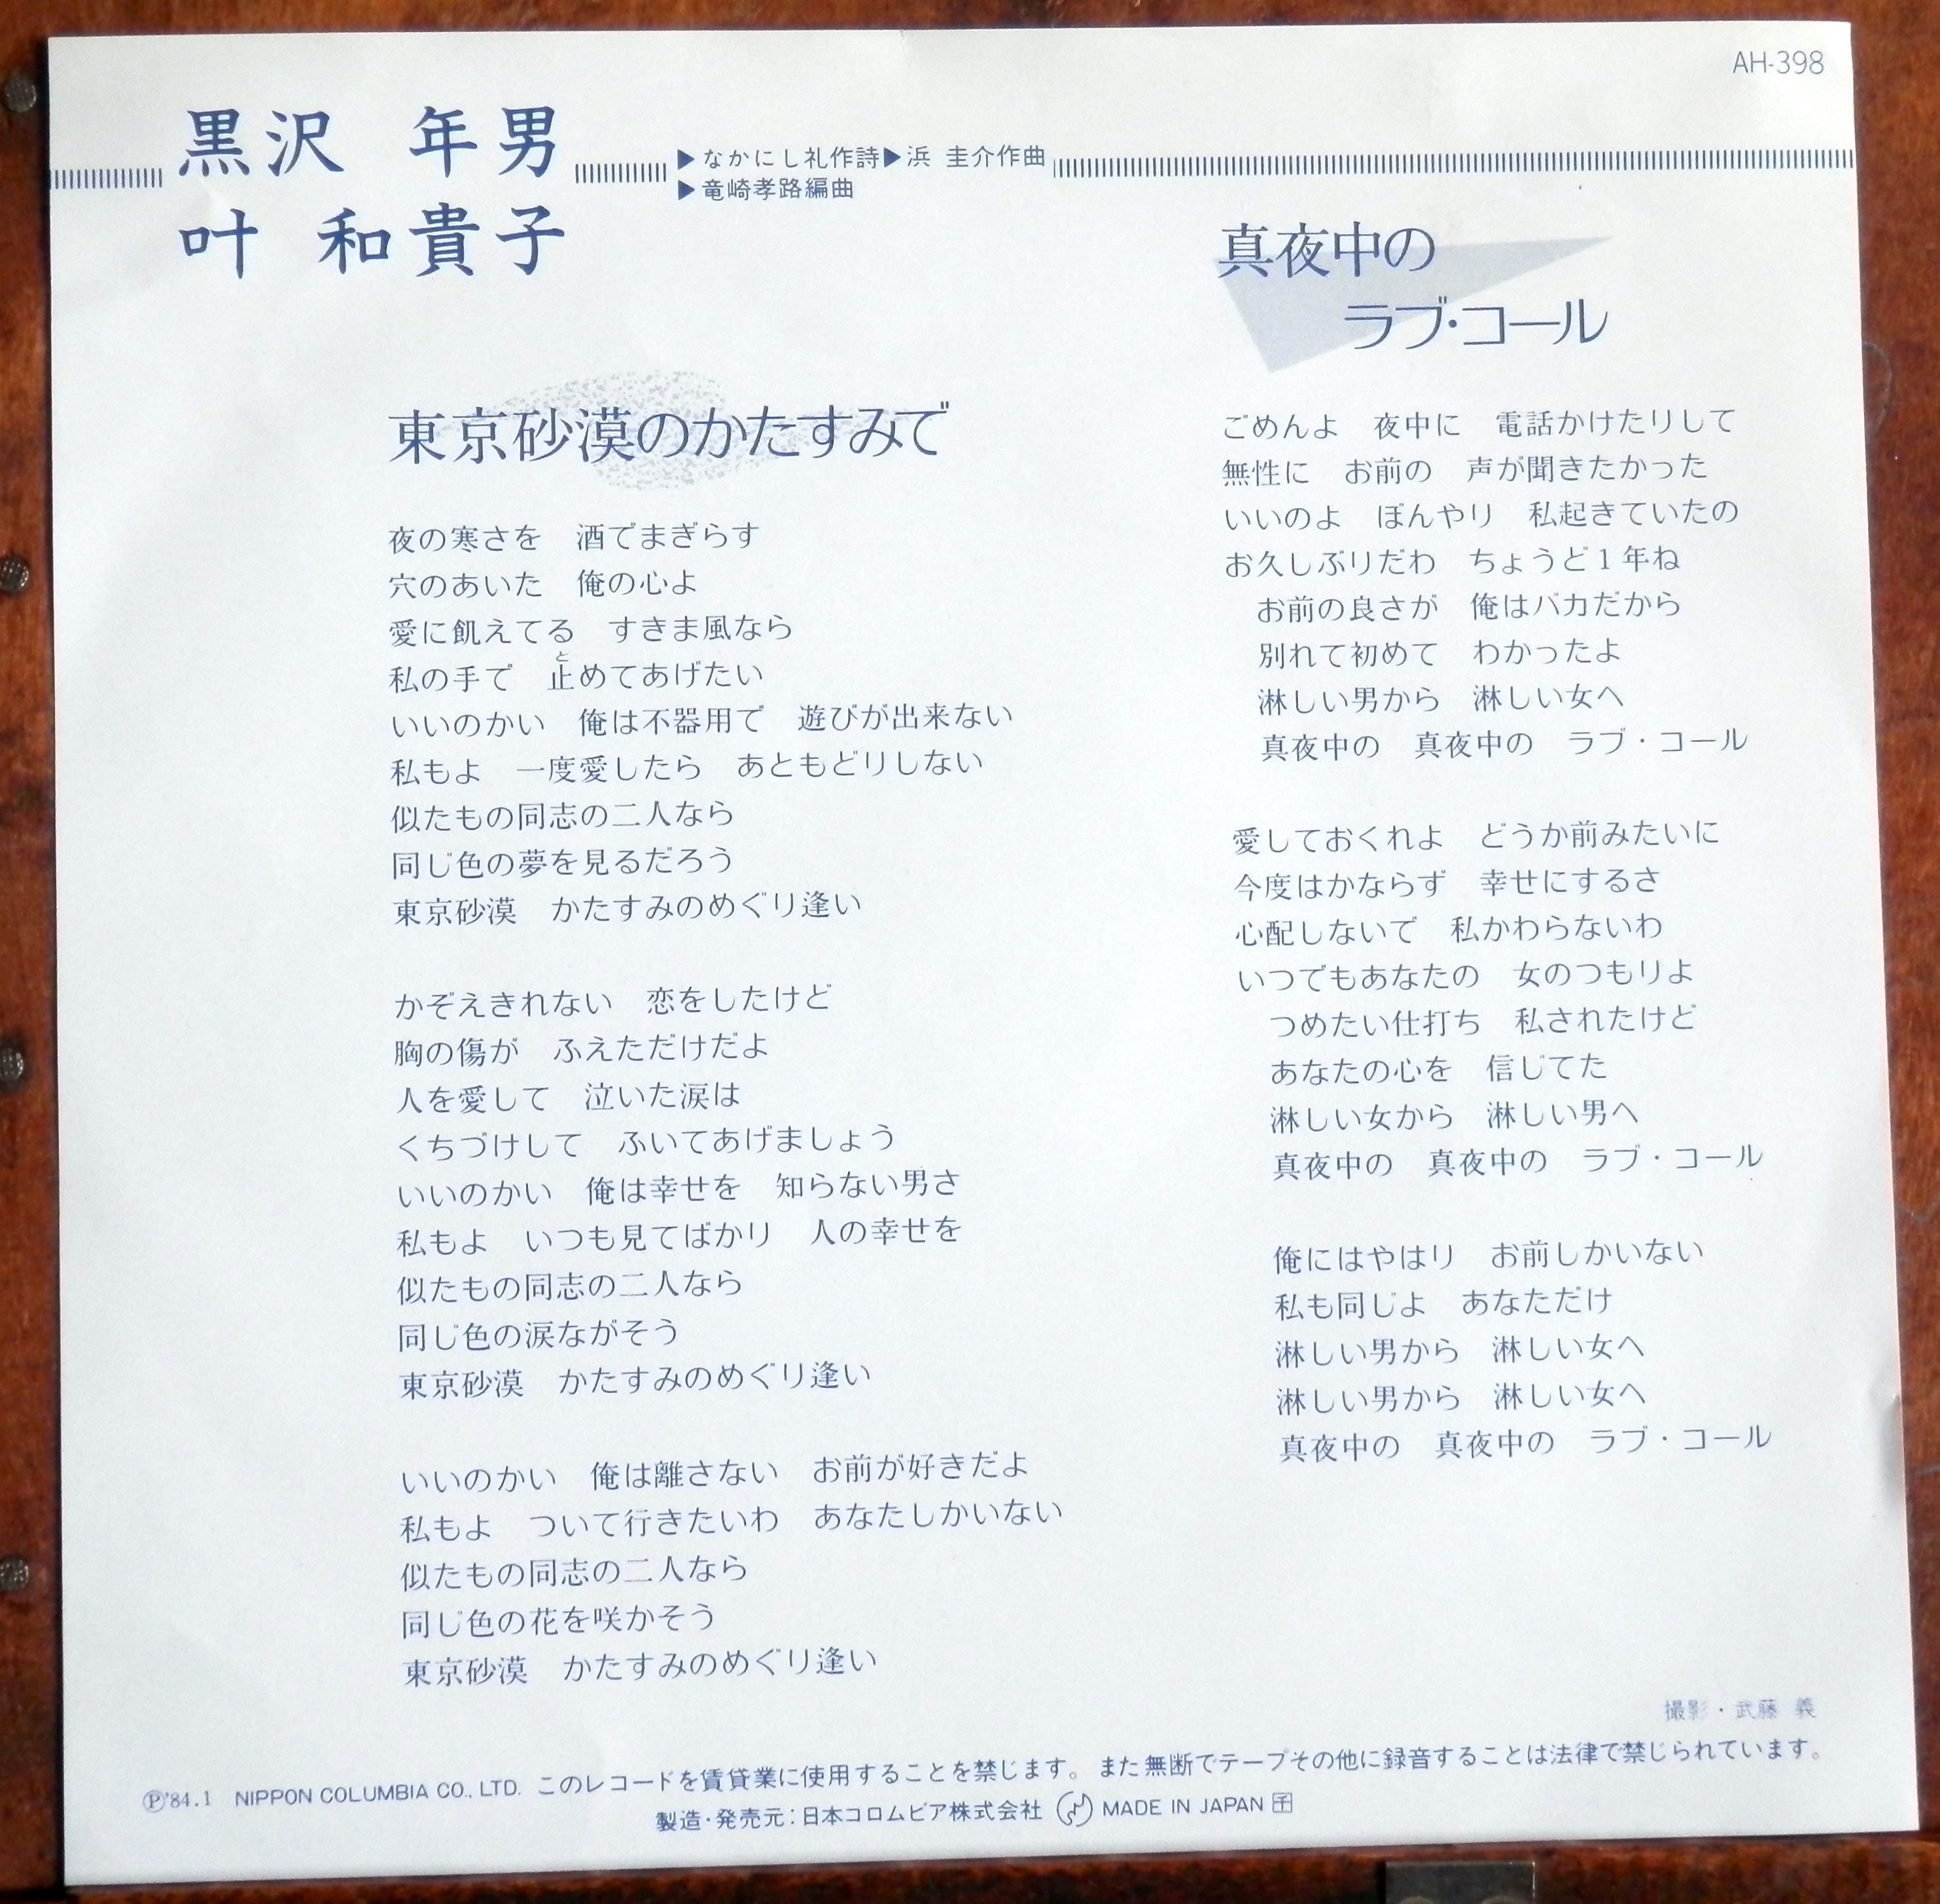 AH-398
黒沢　年男
叶　和貴子
▶なかにし礼作詩▶浜　圭介作曲
▶竜崎孝路編曲
東京砂漠のかたすみで
夜の寒さを　酒でまぎらす
穴のあいた　俺の心よ
愛に飢えてる　すきま風なら
と
私の手で　止めてあげたい
いいのかい　俺は不器用で　遊びが出来ない
私もよ　一度愛したら　あともどりしない
似たもの同志の二人なら
同じ色の夢を見るだろう
東京砂漠　かたすみのめぐり逢い
かぞえきれない　恋をしたけど
胸の傷が　ふえただけだよ
人を愛して　泣いた涙は
くちづけして　ふいてあげましょう
いいのかい　俺は幸せを　知らない男さ
私もよ　いつも見てばかり　人の幸せを
似たもの同志の二人なら
同じ色の涙ながそう
東京砂漠　かたすみのめぐり逢い
いいのかい　俺は離さない　お前が好きだよ
私もよ　ついて行きたいわ　あなたしかいない
似たもの同志の二人なら
同じ色の花を咲かそう
東京砂漠　かたすみのめぐり逢い
真夜中の
ラブ・コール
ごめんよ　夜中に　電話かけたりして
無性に　お前の　声が聞きたかった
いいのよ　ぼんやり　私起きていたの
お久しぶりだわ　ちょうど1年ね
お前の良さが　俺はバカだから
別れて初めて　わかったよ
淋しい男から　淋しい女へ
真夜中の　真夜中の　ラブ・コール
愛しておくれよ　どうか前みたいに
今度はかならず　幸せにするさ
心配しないで　私かわらないわ
いつでもあなたの　女のつもりよ
つめたい仕打ち　私されたけど
あなたの心を　信じてた
淋しい女から　淋しい男へ
真夜中の　真夜中の　ラブ・コール
俺にはやはり　お前しかいない
私も同じよ　あなただけ
淋しい男から　淋しい女へ
淋しい男から　淋しい女へ
真夜中の　真夜中の　ラブ・コール
撮影・武藤　義
Ⓟ'84.1　NIPPON COLUMBIA CO., LTD. このレコードを賃貸業に使用することを禁じます。また無断でテープその他に録音することは法律で禁じられています。
製造・発売元：日本コロムビア株式会社 MADE IN JAPAN